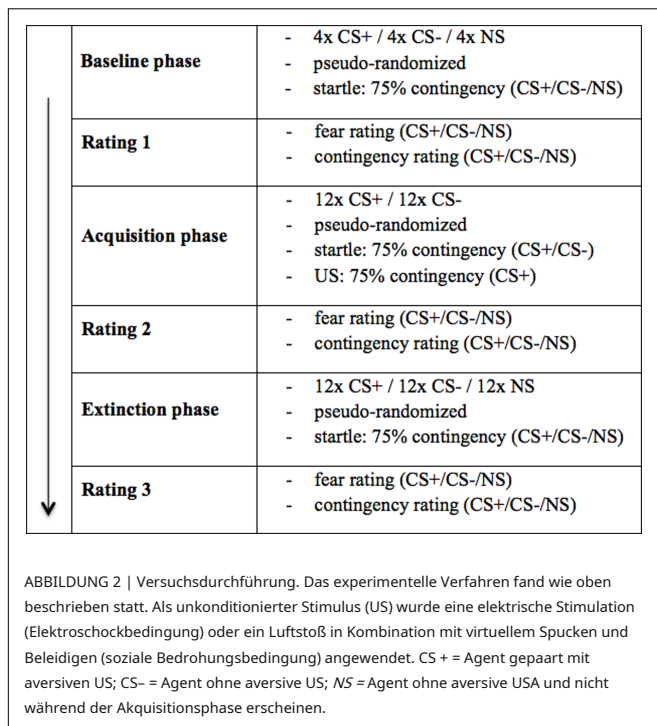 Baseline phase
- 4x CS+ / 4x CS- / 4x NS
- pseudo-randomized
- startle: 75% contingency (CS+/CS-/NS)
Rating 1
- fear rating (CS+/CS-/NS)
- contingency rating (CS+/CS-/NS)
Acquisition phase
- 12x CS+ / 12x CS-
- pseudo-randomized
- startle: 75% contingency (CS+/CS-)
- US: 75% contingency (CS+)
Rating 2
- fear rating (CS+/CS-/NS)
- contingency rating (CS+/CS-/NS)
Extinction phase
- 12x CS+ / 12x CS- / 12x NS
- pseudo-randomized
- startle: 75% contingency (CS+/CS-/NS)
Rating 3
- fear rating (CS+/CS-/NS)
- contingency rating (CS+/CS-/NS)
ABBILDUNG 2 | Versuchsdurchführung. Das experimentelle Verfahren fand wie oben
beschrieben statt. Als unkonditionierter Stimulus (US) wurde eine elektrische Stimulation
(Elektroschockbedingung) oder ein Luftstoß in Kombination mit virtuellem Spucken und
Beleidigen (soziale Bedrohungsbedingung) angewendet. CS + = Agent gepaart mit
aversiven US; CS– = Agent ohne aversive US; NS = Agent ohne aversive USA und nicht
während der Akquisitionsphase erscheinen.